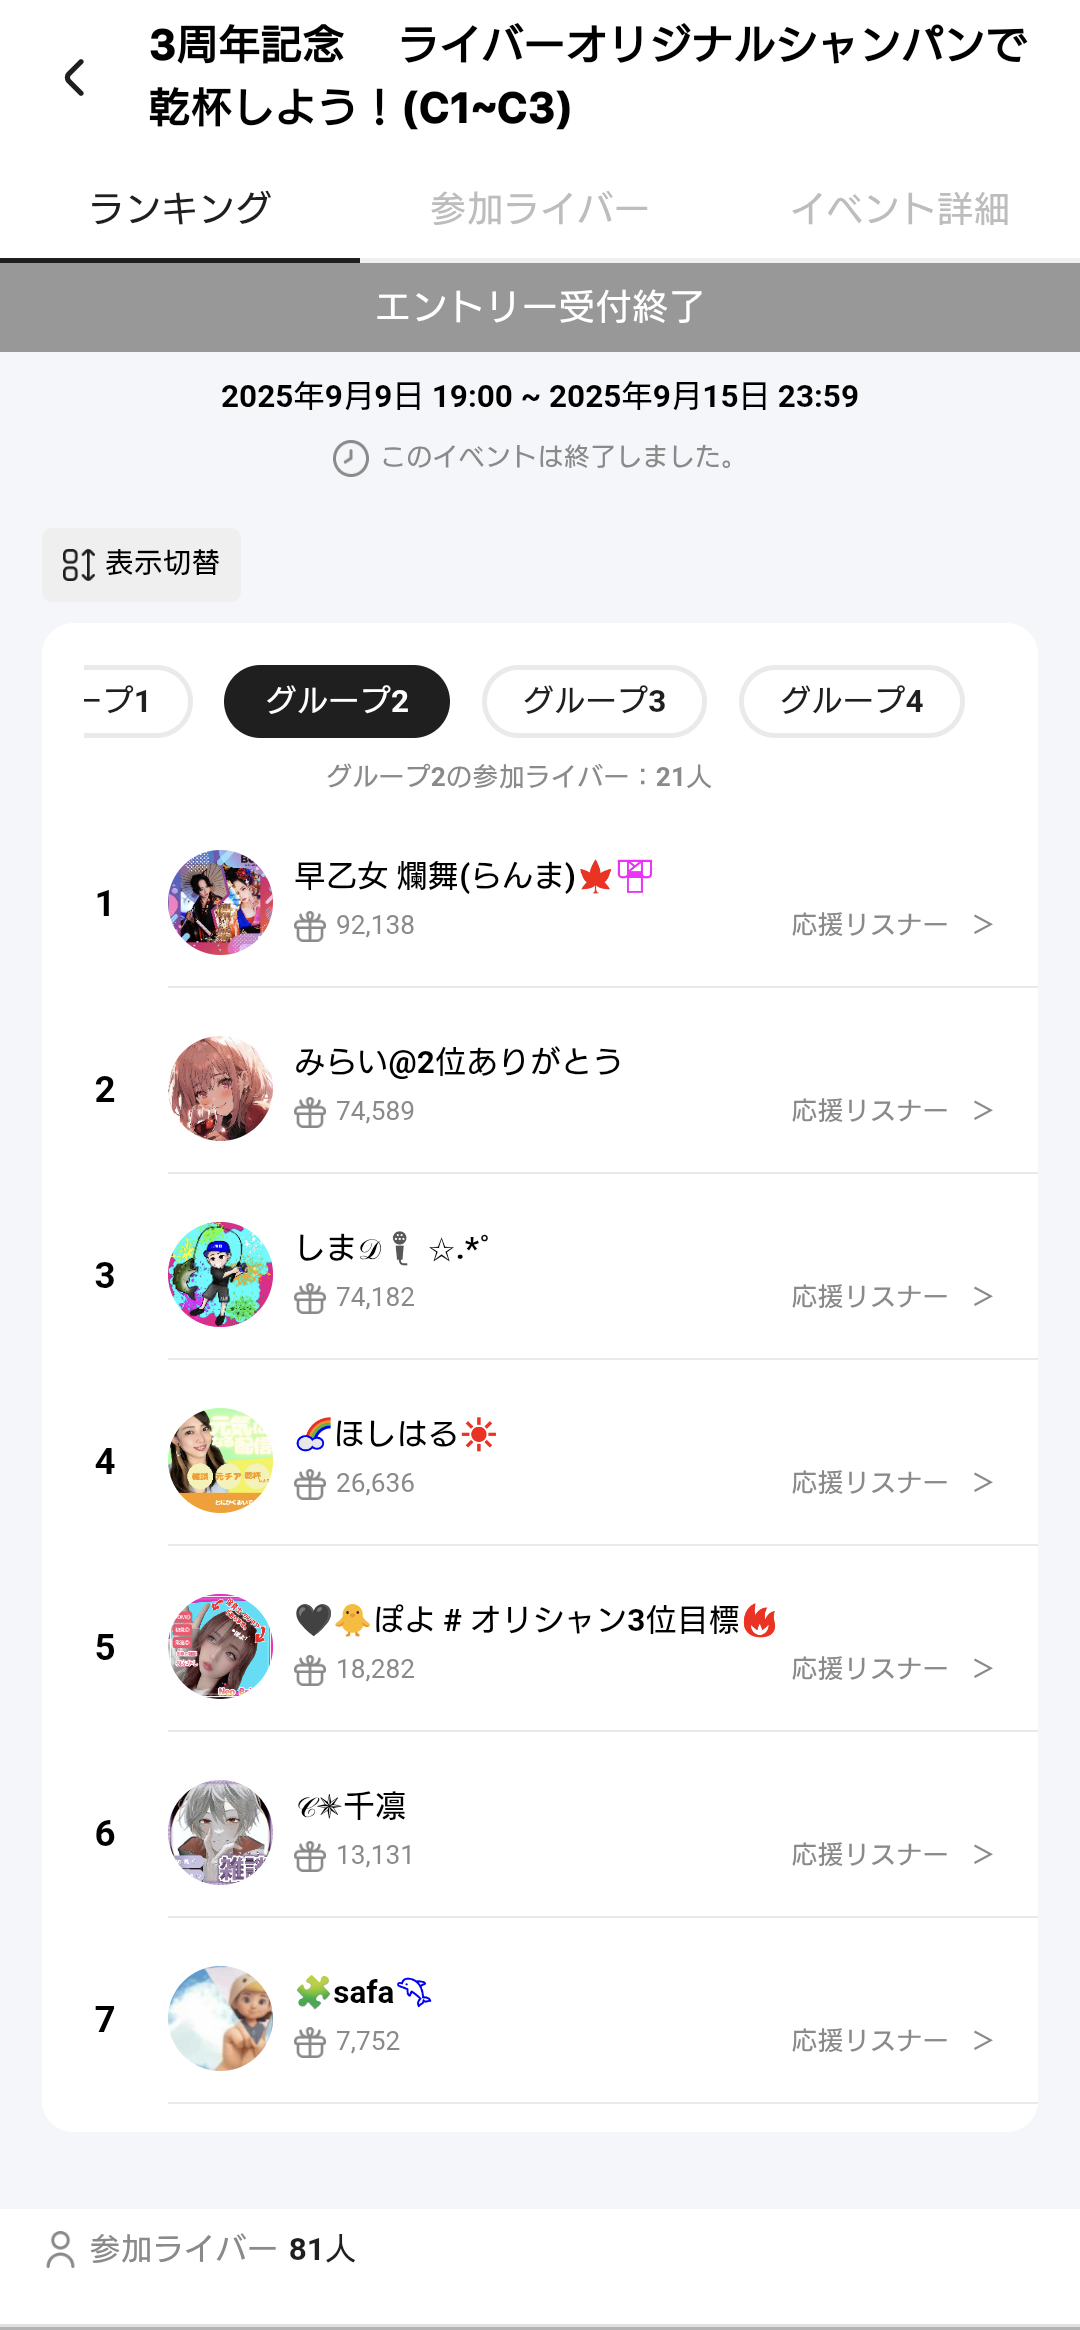 3周年記念　ライバーオリジナルシャンパンで
乾杯しよう！(C1~C3)
ランキング 参加ライバー イベント詳細
エントリー受付終了
2025年9月9日 19:00 ~ 2025年9月15日 23:59
このイベントは終了しました。
表示切替
ープ1 グループ2 グループ3 グループ4
グループ2の参加ライバー：21人
1 早乙女 爛舞(らんま)🍁👘
92,138 応援リスナー >
2 みらい@2位ありがとう
74,589 応援リスナー >
3 しま𝒟🎙️ ☆.*ﾟ
74,182 応援リスナー >
4 🌈ほしはる☀️
26,636 応援リスナー >
5 🖤🐥ぽよ # オリシャン3位目標🔥
18,282 応援リスナー >
6 𝒞✴千凛
13,131 応援リスナー >
7 🧩safa🐬
7,752 応援リスナー >
参加ライバー 81人